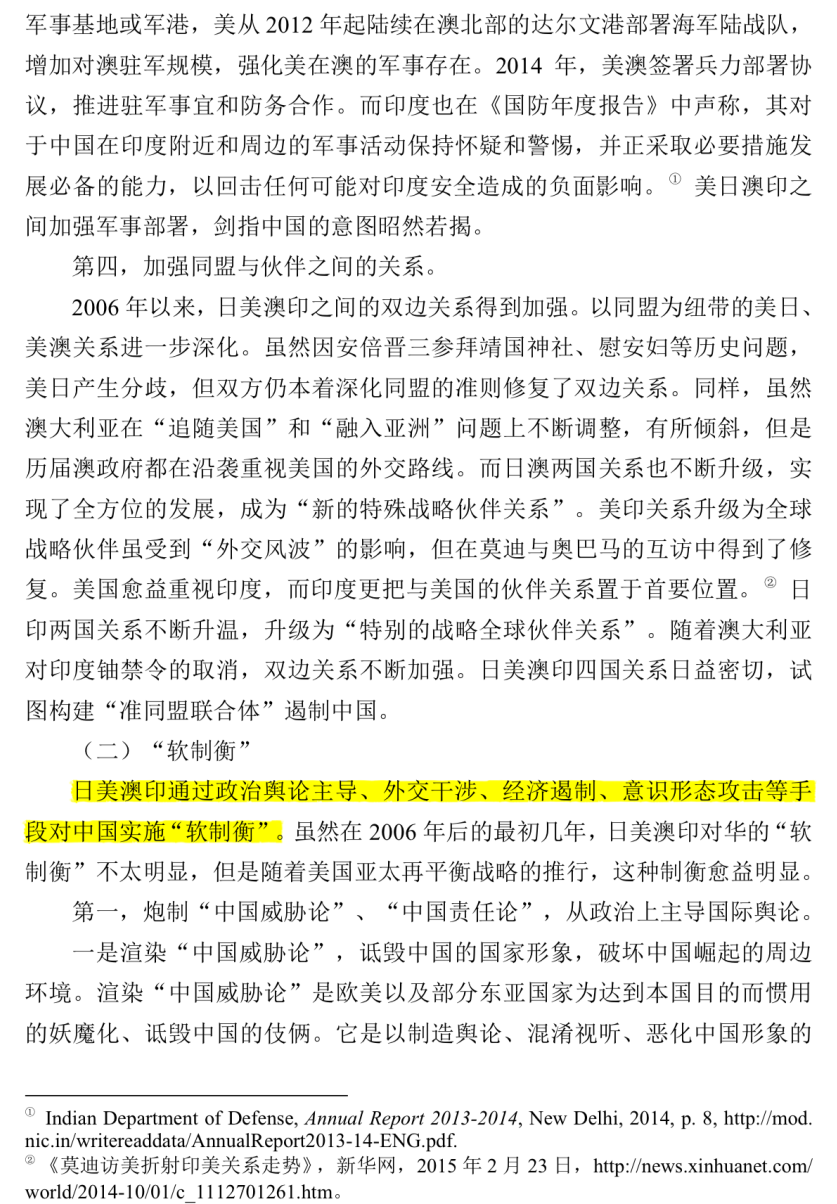 军事基地或军港，美从 2012 年起陆续在澳北部的达尔文港部署海军陆战队，
增加对澳驻军规模，强化美在澳的军事存在。2014 年，美澳签署兵力部署协
议，推进驻军事宜和防务合作。而印度也在《国防年度报告》中声称，其对
于中国在印度附近和周边的军事活动保持怀疑和警惕，并正采取必要措施发
展必备的能力，以回击任何可能对印度安全造成的负面影响。① 美日澳印之
间加强军事部署，剑指中国的意图昭然若揭。
第四，加强同盟与伙伴之间的关系。
2006 年以来，日美澳印之间的双边关系得到加强。以同盟为纽带的美日、
美澳关系进一步深化。虽然因安倍晋三参拜靖国神社、慰安妇等历史问题，
美日产生分歧，但双方仍本着深化同盟的准则修复了双边关系。同样，虽然
澳大利亚在“追随美国”和“融入亚洲”问题上不断调整，有所倾斜，但是
历届澳政府都在沿袭重视美国的外交路线。而日澳两国关系也不断升级，实
现了全方位的发展，成为“新的特殊战略伙伴关系”。美印关系升级为全球
战略伙伴虽受到“外交风波”的影响，但在莫迪与奥巴马的互访中得到了修
复。美国愈益重视印度，而印度更把与美国的伙伴关系置于首要位置。② 日
印两国关系不断升温，升级为“特别的战略全球伙伴关系”。随着澳大利亚
对印度铀禁令的取消，双边关系不断加强。日美澳印四国关系日益密切，试
图构建“准同盟联合体”遏制中国。
（二）“软制衡”
日美澳印通过政治舆论主导、外交干涉、经济遏制、意识形态攻击等手
段对中国实施“软制衡”。虽然在 2006 年后的最初几年，日美澳印对华的“软
制衡”不太明显，但是随着美国亚太再平衡战略的推行，这种制衡愈益明显。
第一，炮制“中国威胁论”、“中国责任论”，从政治上主导国际舆论。
一是渲染“中国威胁论”，诋毁中国的国家形象，破坏中国崛起的周边
环境。渲染“中国威胁论”是欧美以及部分东亚国家为达到本国目的而惯用
的妖魔化、诋毁中国的伎俩。它是以制造舆论、混淆视听、恶化中国形象的
① Indian Department of Defense, Annual Report 2013-2014, New Delhi, 2014, p. 8, http://mod.
nic.in/writereaddata/AnnualReport2013-14-ENG.pdf.
② 《莫迪访美折射印美关系走势》，新华网，2015 年 2 月 23 日，http://news.xinhuanet.com/
world/2014-10/01/c_1112701261.htm。